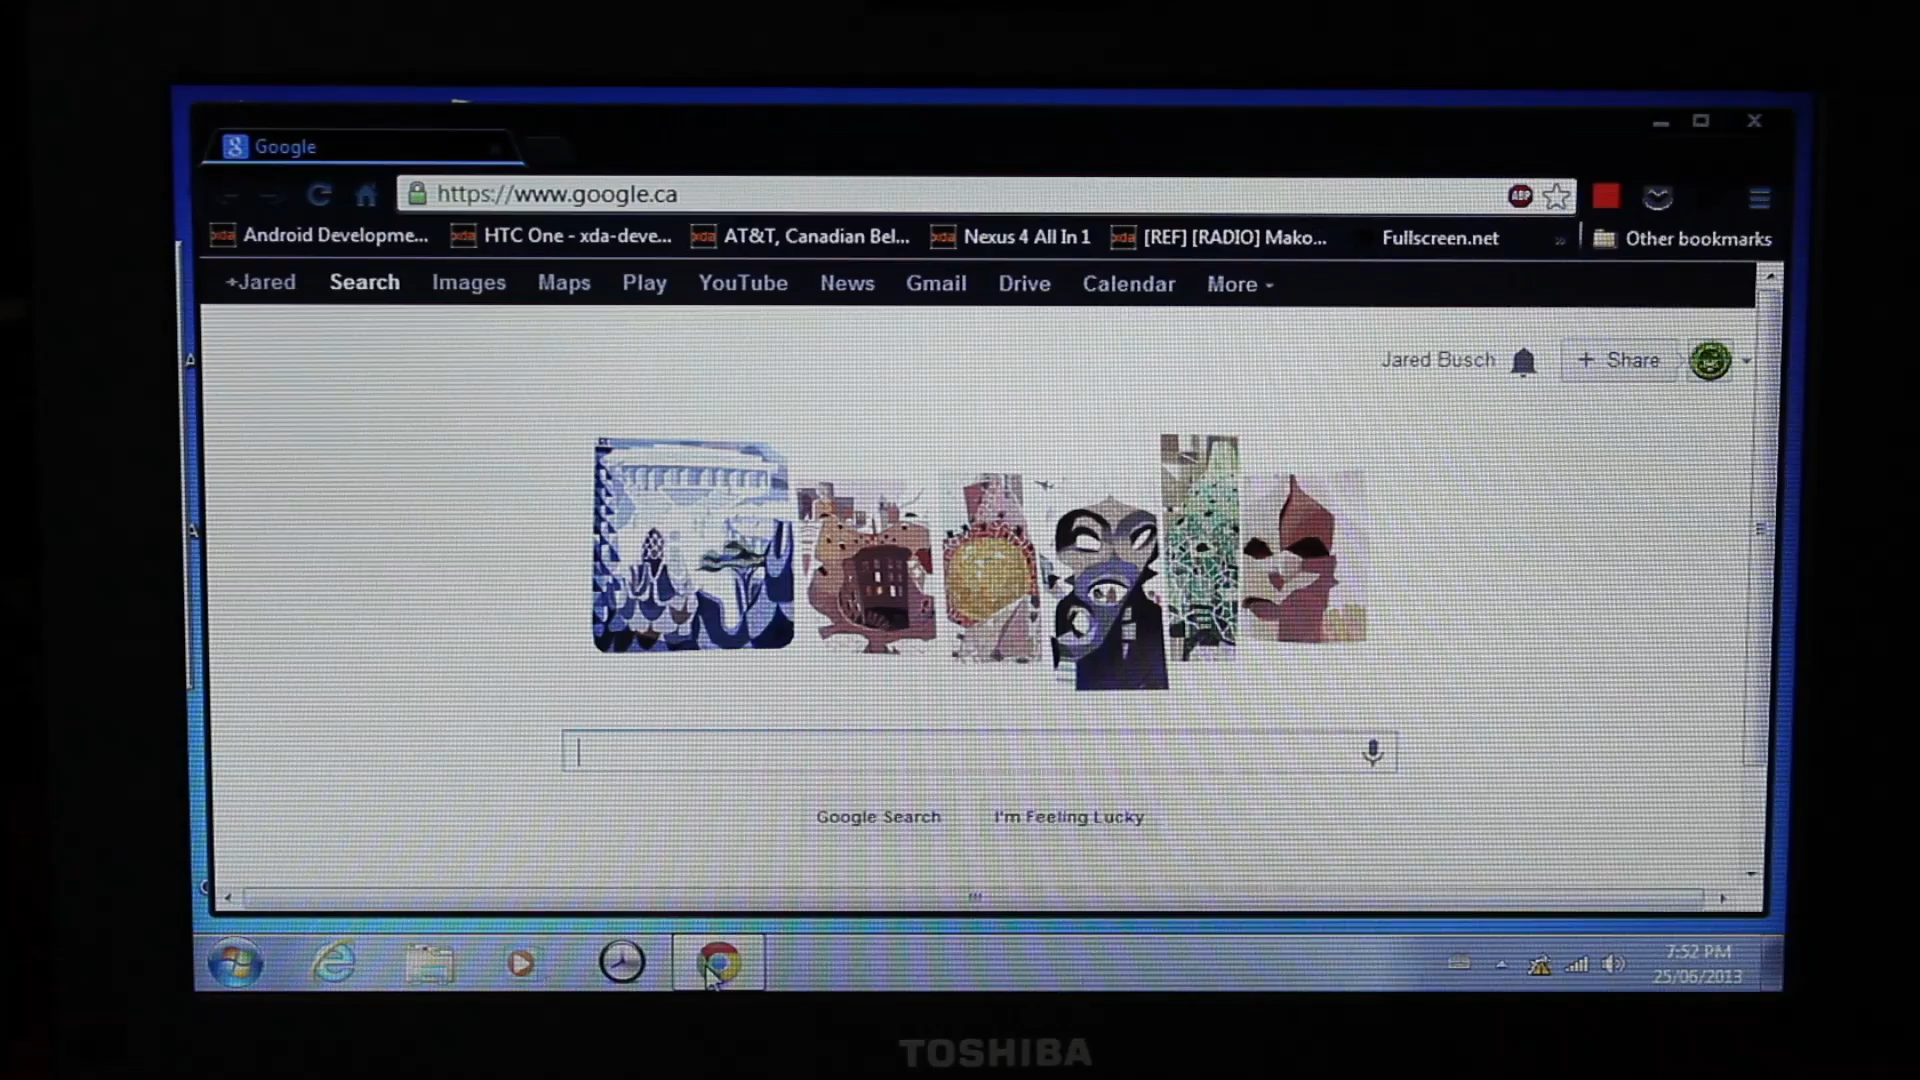 Google
https://www.google.ca
ABP
Android Developme...
HTC One - xda-deve...
AT&T, Canadian Bel...
Nexus 4 All In 1
[REF] [RADIO] Mako...
Fullscreen.net
Other bookmarks
+Jared Search Images Maps Play YouTube News Gmail Drive Calendar More
Jared Busch
+ Share
Google Search
I'm Feeling Lucky
7:52 PM
25/06/2013
TOSHIBA